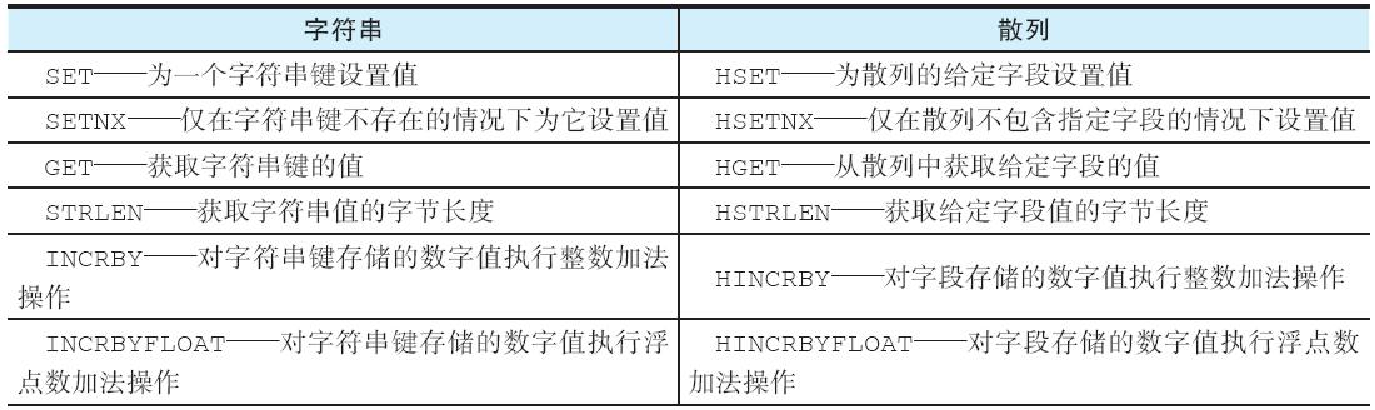 字符串
散列
SET——为一个字符串键设置值
HSET——为散列的给定字段设置值
SETNX——仅在字符串键不存在的情况下为它设置值
HSETNX——仅在散列不包含指定字段的情况下设置值
GET——获取字符串键的值
HGET——从散列中获取给定字段的值
STRLEN——获取字符串值的字节长度
HSTRLEN——获取给定字段值的字节长度
INCRBY——对字符串键存储的数字值执行整数加法
操作
HINCRBY——对字段存储的数字值执行整数加法操作
INCRBYFLOAT——对字符串键存储的数字值执行浮
点数加法操作
HINCRBYFLOAT——对字段存储的数字值执行浮点数
加法操作